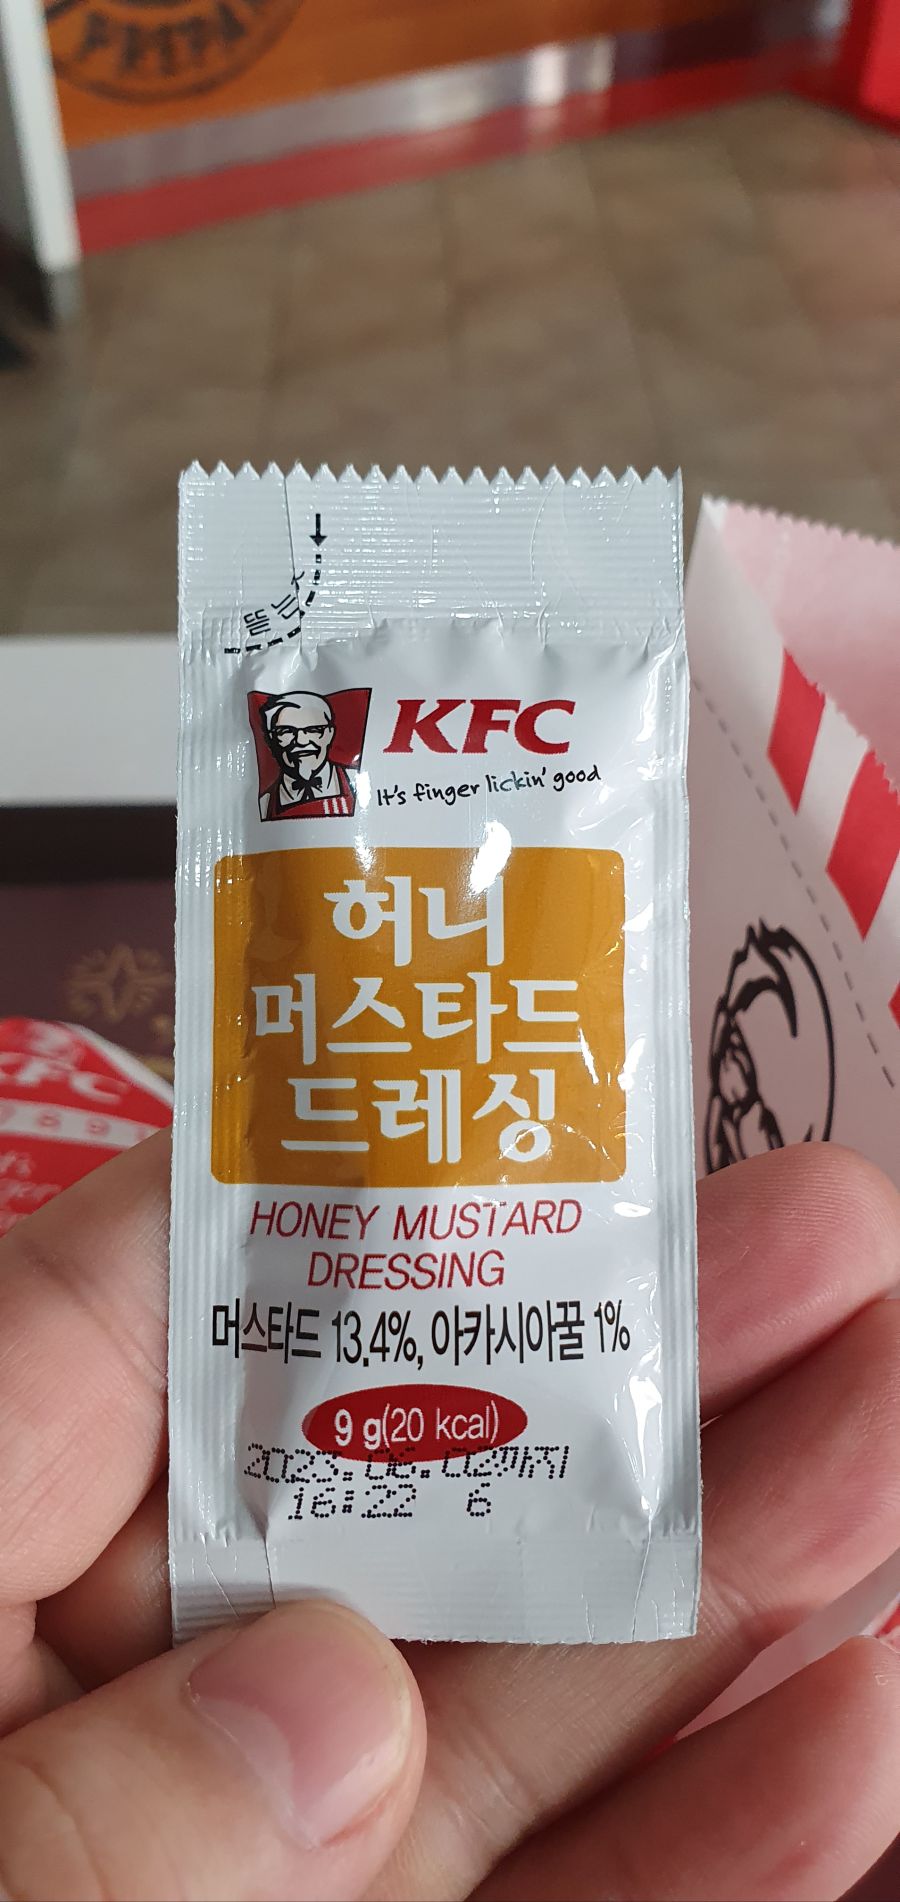 뜯는곳
KFC
It's finger lickin' good
허니
머스타드
드레싱
HONEY MUSTARD
DRESSING
머스타드 13.4%, 아카시아꿀 1%
9 g(20 kcal)
2023.06.02까지
16:22 6
KFC